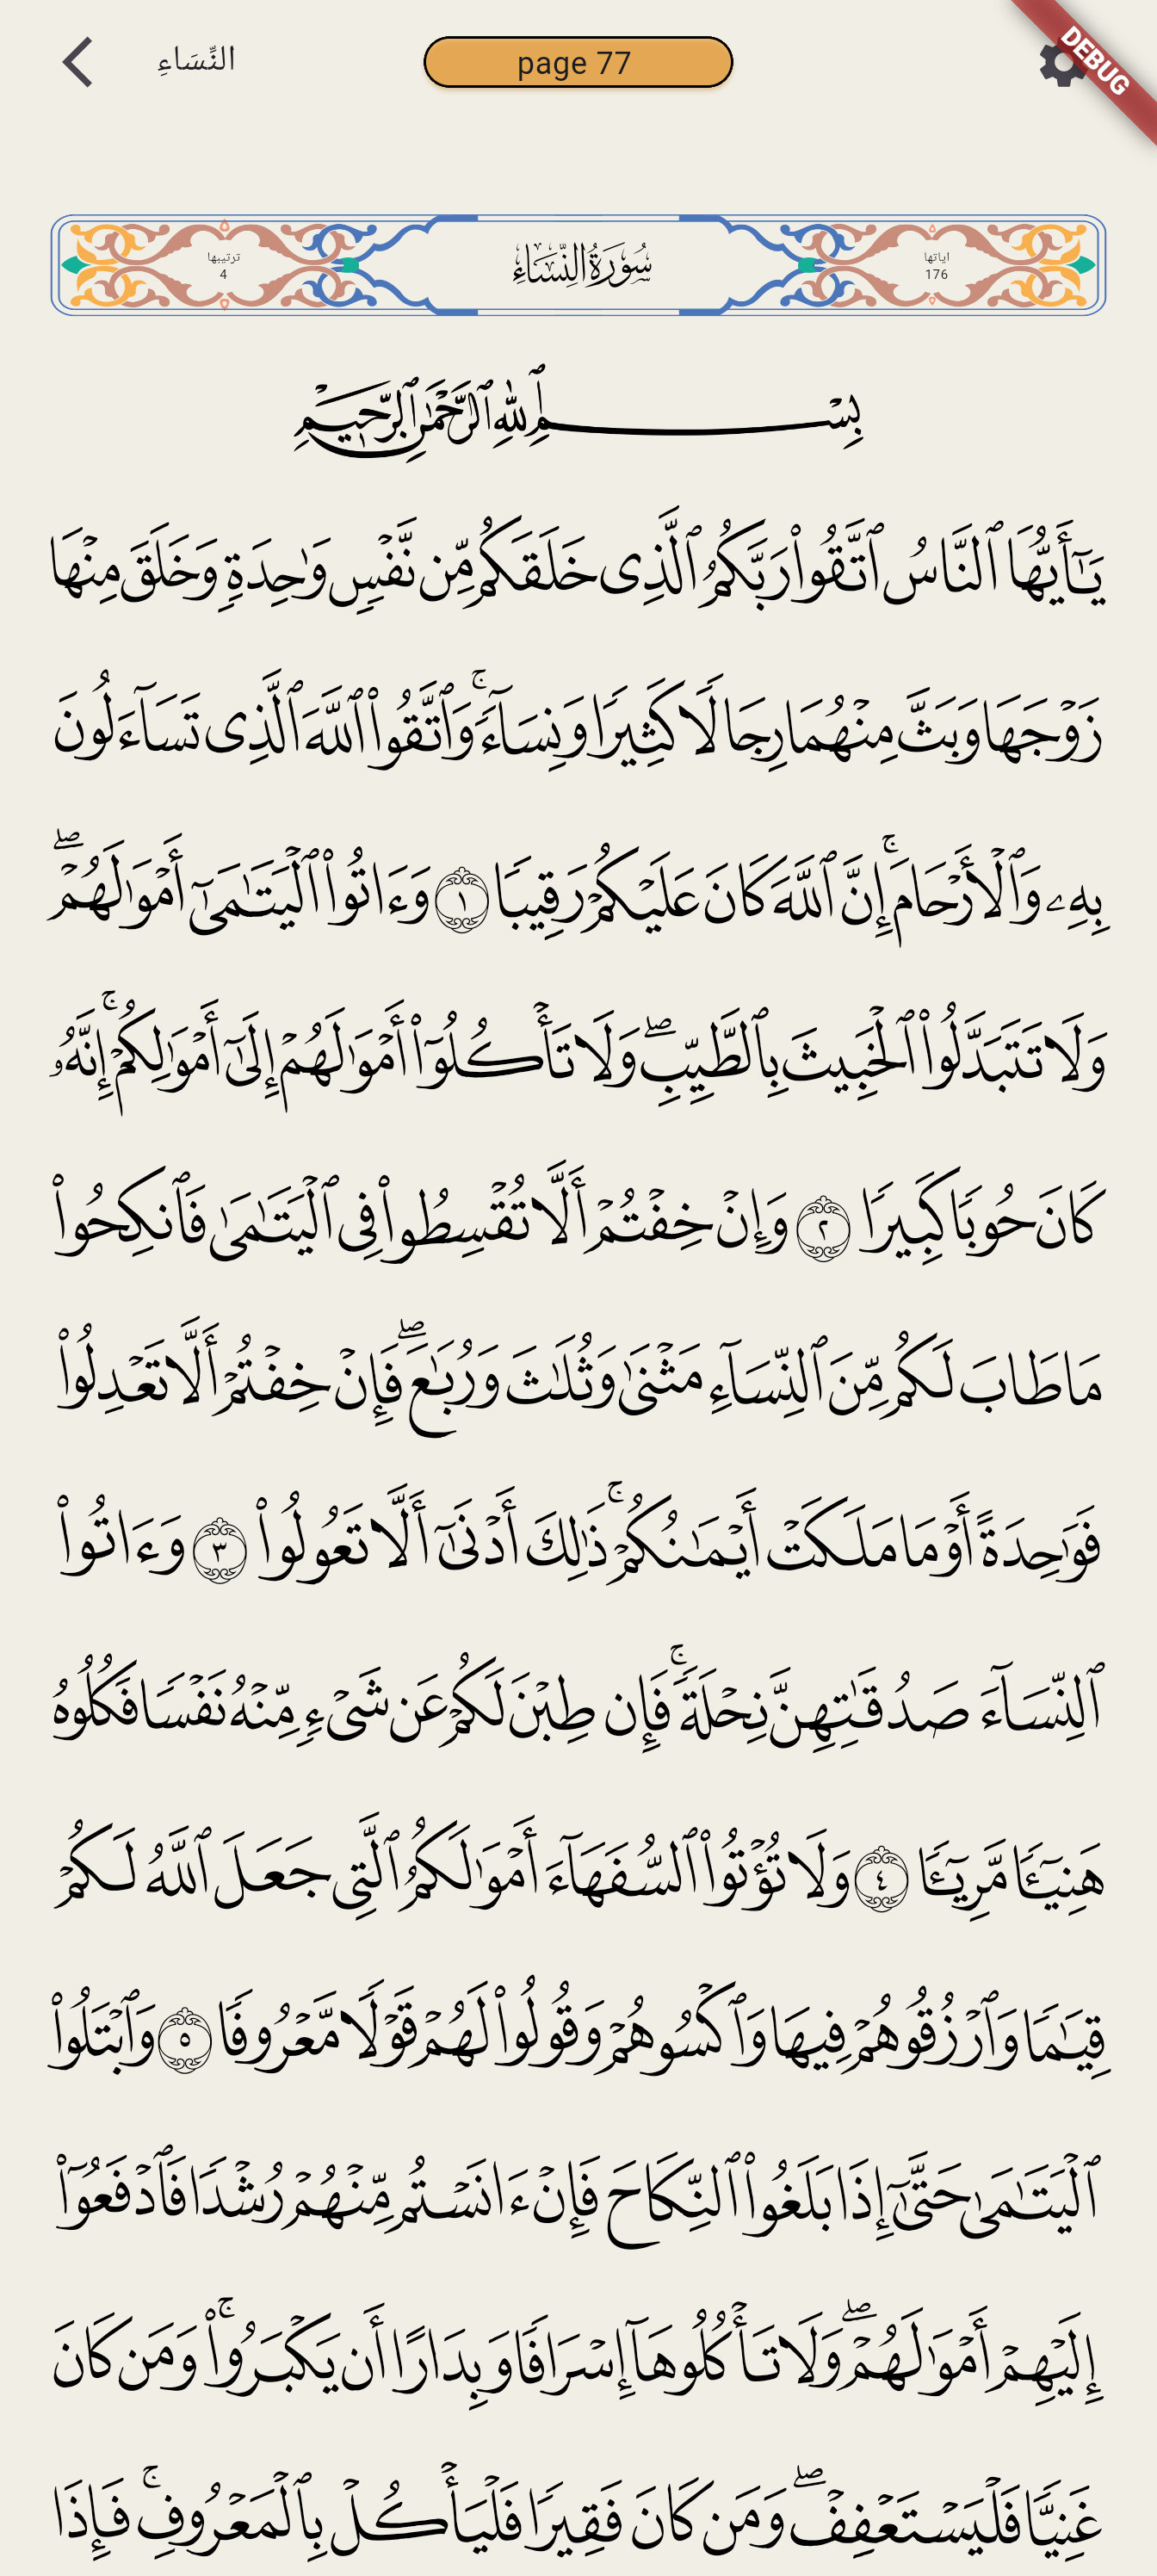 النِّسَاءِ
page 77
DEBUG
اياتها
176
سُورَةُ النِّسَاءِ
ترتيبها
4
بِسۡمِ ٱللَّهِ ٱلرَّحۡمَٰنِ ٱلرَّحِيمِ
يَٰٓأَيُّهَا ٱلنَّاسُ ٱتَّقُوا۟ رَبَّكُمُ ٱلَّذِى خَلَقَكُم مِّن نَّفۡسٍ وَٰحِدَةٍ وَخَلَقَ مِنۡهَا
زَوۡجَهَا وَبَثَّ مِنۡهُمَا رِجَالًا كَثِيرًا وَنِسَآءً ۚ وَٱتَّقُوا۟ ٱللَّهَ ٱلَّذِى تَسَآءَلُونَ
بِهِۦ وَٱلۡأَرۡحَامَ ۚ إِنَّ ٱللَّهَ كَانَ عَلَيۡكُمۡ رَقِيبًا ١ وَءَاتُوا۟ ٱلۡيَتَٰمَىٰٓ أَمۡوَٰلَهُمۡ ۖ
وَلَا تَتَبَدَّلُوا۟ ٱلۡخَبِيثَ بِٱلطَّيِّبِ ۖ وَلَا تَأۡكُلُوٓا۟ أَمۡوَٰلَهُمۡ إِلَىٰٓ أَمۡوَٰلِكُمۡ ۚ إِنَّهُۥ
كَانَ حُوبًا كَبِيرًا ٢ وَإِنۡ خِفۡتُمۡ أَلَّا تُقۡسِطُوا۟ فِى ٱلۡيَتَٰمَىٰ فَٱنكِحُوا۟
مَا طَابَ لَكُم مِّنَ ٱلنِّسَآءِ مَثۡنَىٰ وَثُلَٰثَ وَرُبَٰعَ ۖ فَإِنۡ خِفۡتُمۡ أَلَّا تَعۡدِلُوا۟
فَوَٰحِدَةً أَوۡ مَا مَلَكَتۡ أَيۡمَٰنُكُمۡ ۚ ذَٰلِكَ أَدۡنَىٰٓ أَلَّا تَعُولُوا۟ ٣ وَءَاتُوا۟
ٱلنِّسَآءَ صَدُقَٰتِهِنَّ نِحۡلَةً ۚ فَإِن طِبۡنَ لَكُمۡ عَن شَىۡءٍ مِّنۡهُ نَفۡسًا فَكُلُوهُ
هَنِيٓـًٔا مَّرِيٓـًٔا ٤ وَلَا تُؤۡتُوا۟ ٱلسُّفَهَآءَ أَمۡوَٰلَكُمُ ٱلَّتِى جَعَلَ ٱللَّهُ لَكُمۡ
قِيَٰمًا وَٱرۡزُقُوهُمۡ فِيهَا وَٱكۡسُوهُمۡ وَقُولُوا۟ لَهُمۡ قَوۡلًا مَّعۡرُوفًا ٥ وَٱبۡتَلُوا۟
ٱلۡيَتَٰمَىٰ حَتَّىٰٓ إِذَا بَلَغُوا۟ ٱلنِّكَاحَ فَإِنۡ ءَانَسۡتُم مِّنۡهُمۡ رُشۡدًا فَٱدۡفَعُوٓا۟
إِلَيۡهِمۡ أَمۡوَٰلَهُمۡ ۖ وَلَا تَأۡكُلُوهَآ إِسۡرَافًا وَبِدَارًا أَن يَكۡبَرُوا۟ ۚ وَمَن كَانَ
غَنِيًّا فَلۡيَسۡتَعۡفِفۡ ۖ وَمَن كَانَ فَقِيرًا فَلۡيَأۡكُلۡ بِٱلۡمَعۡرُوفِ ۚ فَإِذَا